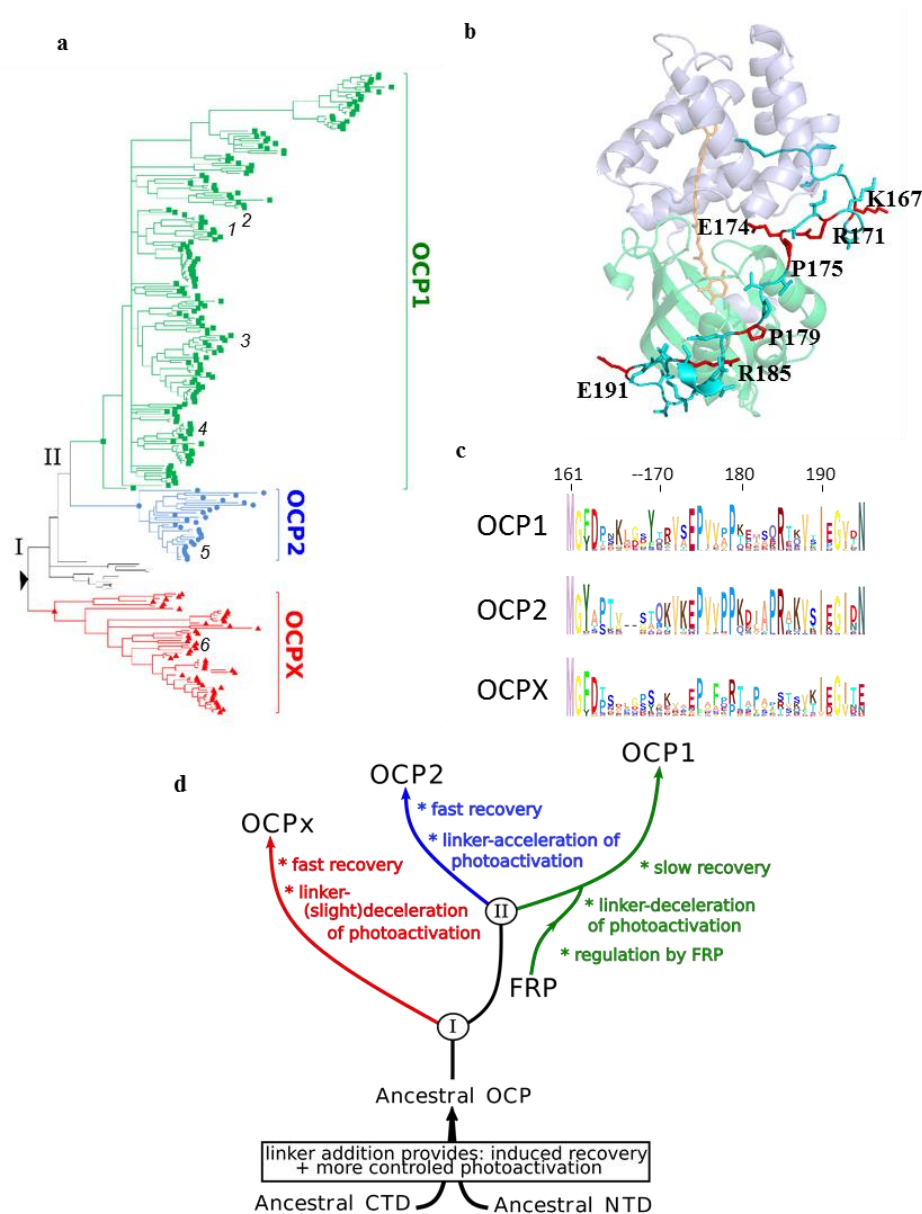 a
b
OCP1
1
2
3
4
II
OCP2
5
I
OCPX
6
K167
E174
R171
P175
P179
R185
E191
c
161 --170 180 190
OCP1
OCP2
OCPX
d
OCP1
OCP2
OCPx
* fast recovery
* linker-acceleration of
photoactivation
* fast recovery
* linker-
(slight)deceleration
of photoactivation
* slow recovery
* linker-deceleration
of photoactivation
* regulation by FRP
II
FRP
I
Ancestral OCP
linker addition provides: induced recovery
+ more controled photoactivation
Ancestral CTD
Ancestral NTD